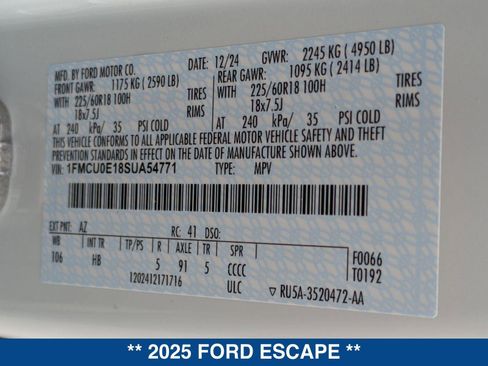 MFD. BY FORD MOTOR CO. 12/24 GVWR: 2245 KG ( 4950 LB)
FRONT GAWR: 1175 KG ( 2590 LB) REAR GAWR: 1095 KG ( 2414 LB)
WITH 225/60R18 100H TIRES WITH 225/60R18 100H TIRES
18x7.5J RIMS 18x7.5J RIMS
AT 240 kPa/ 35 PSI COLD AT 240 kPa/ 35 PSI COLD
THIS VEHICLE CONFORMS TO ALL APPLICABLE FEDERAL MOTOR VEHICLE SAFETY AND THEFT
PREVENTION STANDARDS IN EFFECT ON THE DATE OF MANUFACTURE SHOWN ABOVE.
VIN: 1FMCU0E18SUA54771 TYPE: MPV
EXT PNT: AZ RC: 41 DSO:
WB INT TR TP/PS R AXLE TR SPR F0066
106 HB 5 91 5 CCCC T0192
1202412171716 ULC ▽ RU5A-3520472-AA
** 2025 FORD ESCAPE **